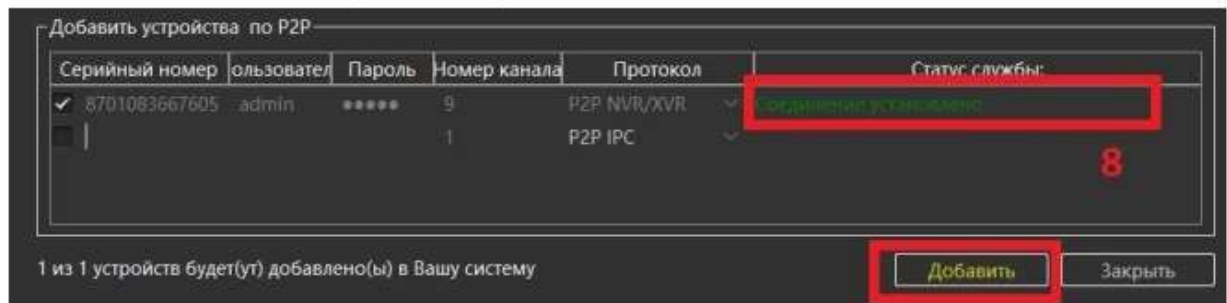 Добавить устройства по P2P
Серийный номер ользовател Пароль Номер канала Протокол Статус службы:
8701083667605 admin ●●●●● 9 P2P NVR/XVR Соединение установлено
1 P2P IPC
8
1 из 1 устройств будет(ут) добавлено(ы) в Вашу систему Добавить Закрыть